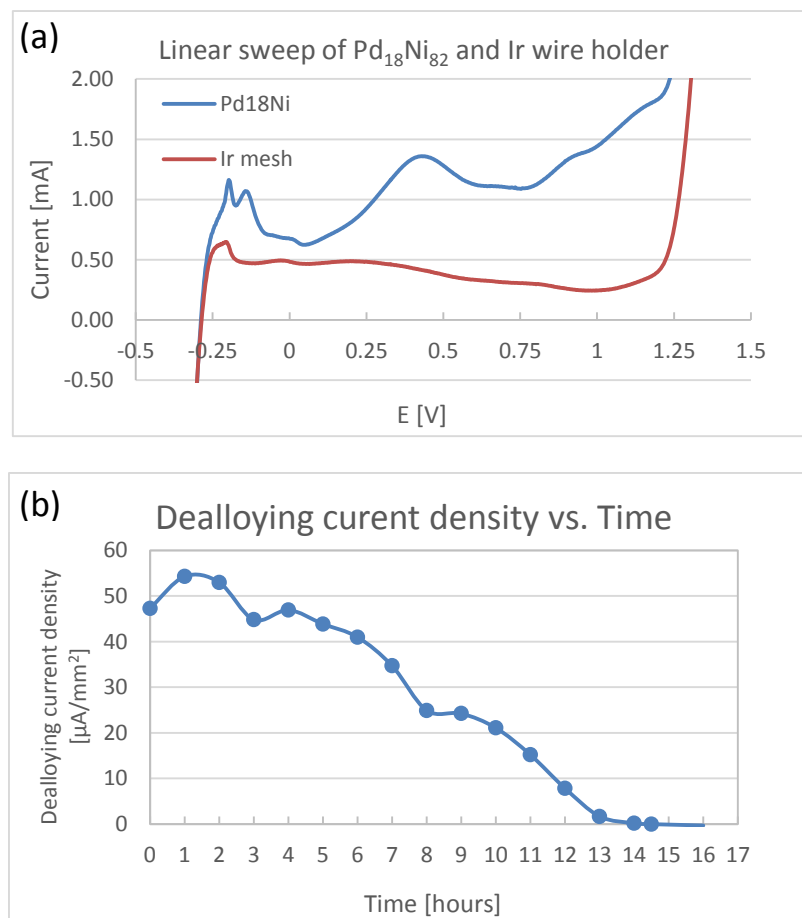 (a)
Linear sweep of Pd₁₈Ni₈₂ and Ir wire holder
2.00
1.50
1.00
0.50
0.00
-0.50
Current [mA]
Pd18Ni
Ir mesh
-0.5 -0.25 0 0.25 0.5 0.75 1 1.25 1.5
E [V]
(b)
Dealloying curent density vs. Time
60
50
40
30
20
10
0
Dealloying current density
[µA/mm²]
0 1 2 3 4 5 6 7 8 9 10 11 12 13 14 15 16 17
Time [hours]